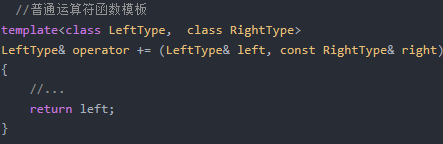 //普通运算符函数模板
template<class LeftType,  class RightType>
LeftType& operator += (LeftType& left, const RightType& right)
{
    //...
    return left;
}